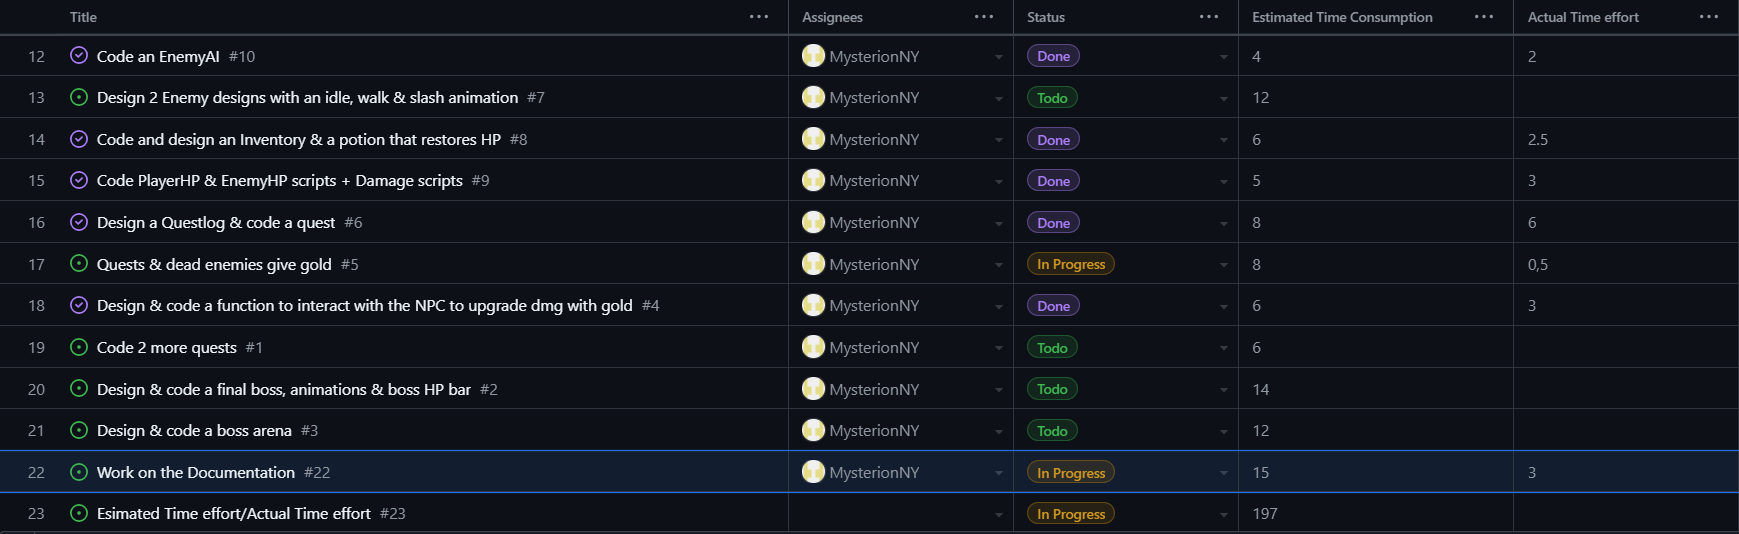 Title Assignees Status Estimated Time Consumption Actual Time effort
12 Code an EnemyAI #10 MysterionNY Done 4 2
13 Design 2 Enemy designs with an idle, walk & slash animation #7 MysterionNY Todo 12
14 Code and design an Inventory & a potion that restores HP #8 MysterionNY Done 6 2.5
15 Code PlayerHP & EnemyHP scripts + Damage scripts #9 MysterionNY Done 5 3
16 Design a Questlog & code a quest #6 MysterionNY Done 8 6
17 Quests & dead enemies give gold #5 MysterionNY In Progress 8 0,5
18 Design & code a function to interact with the NPC to upgrade dmg with gold #4 MysterionNY Done 6 3
19 Code 2 more quests #1 MysterionNY Todo 6
20 Design & code a final boss, animations & boss HP bar #2 MysterionNY Todo 14
21 Design & code a boss arena #3 MysterionNY Todo 12
22 Work on the Documentation #22 MysterionNY In Progress 15 3
23 Esimated Time effort/Actual Time effort #23 In Progress 197